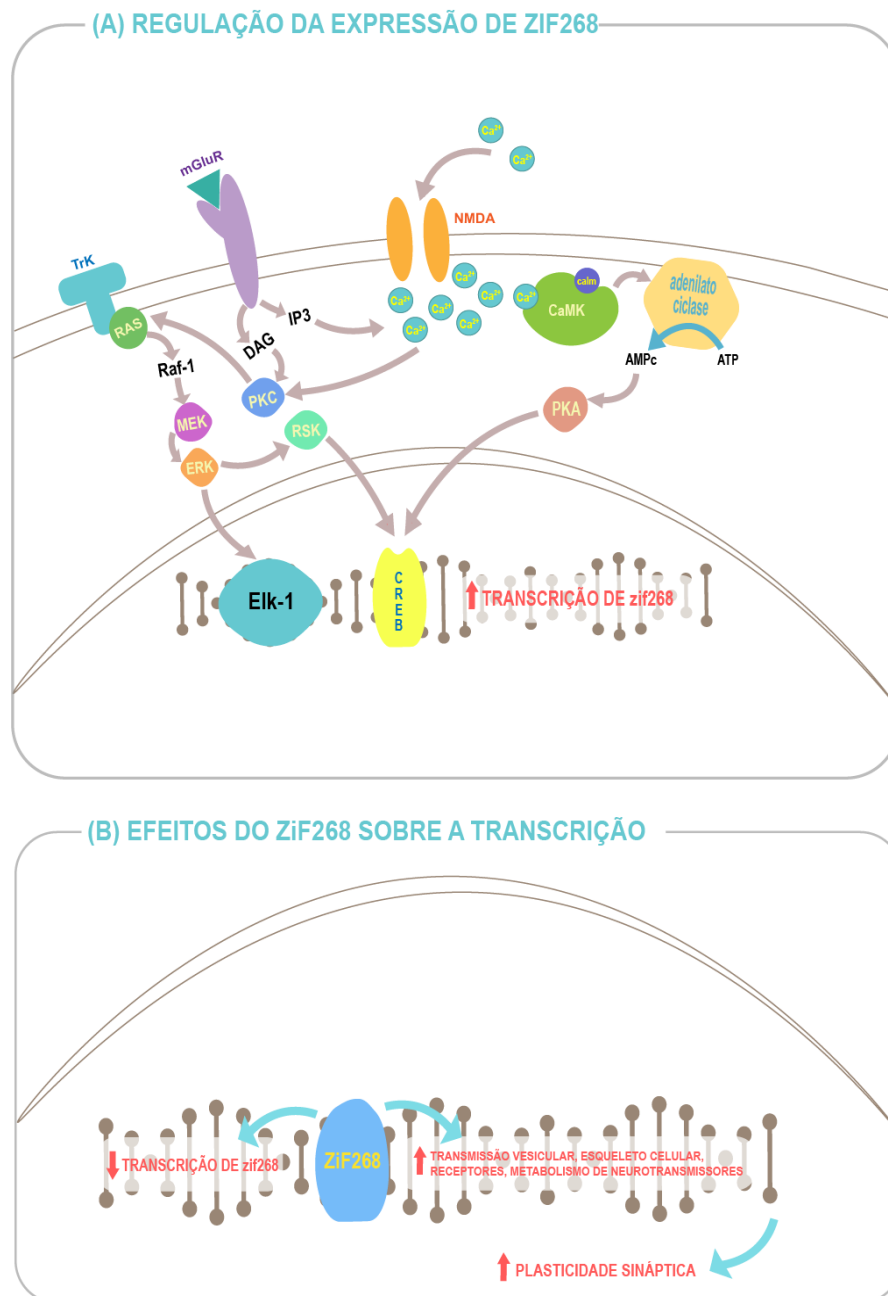 (A) REGULAÇÃO DA EXPRESSÃO DE ZIF268
Ca²⁺
Ca²⁺
mGluR
NMDA
TrK
Ca²⁺
Ca²⁺
Ca²⁺
Ca²⁺
Ca²⁺
Ca²⁺
Ca²⁺
calm
CaMK
adenilato
ciclase
RAS
IP3
DAG
Raf-1
AMPc
ATP
PKC
MEK
RSK
PKA
ERK
Elk-1
CREB
TRANSCRIÇÃO DE zif268
(B) EFEITOS DO ZiF268 SOBRE A TRANSCRIÇÃO
TRANSCRIÇÃO DE zif268
ZiF268
TRANSMISSÃO VESICULAR, ESQUELETO CELULAR,
RECEPTORES, METABOLISMO DE NEUROTRANSMISSORES
PLASTICIDADE SINÁPTICA